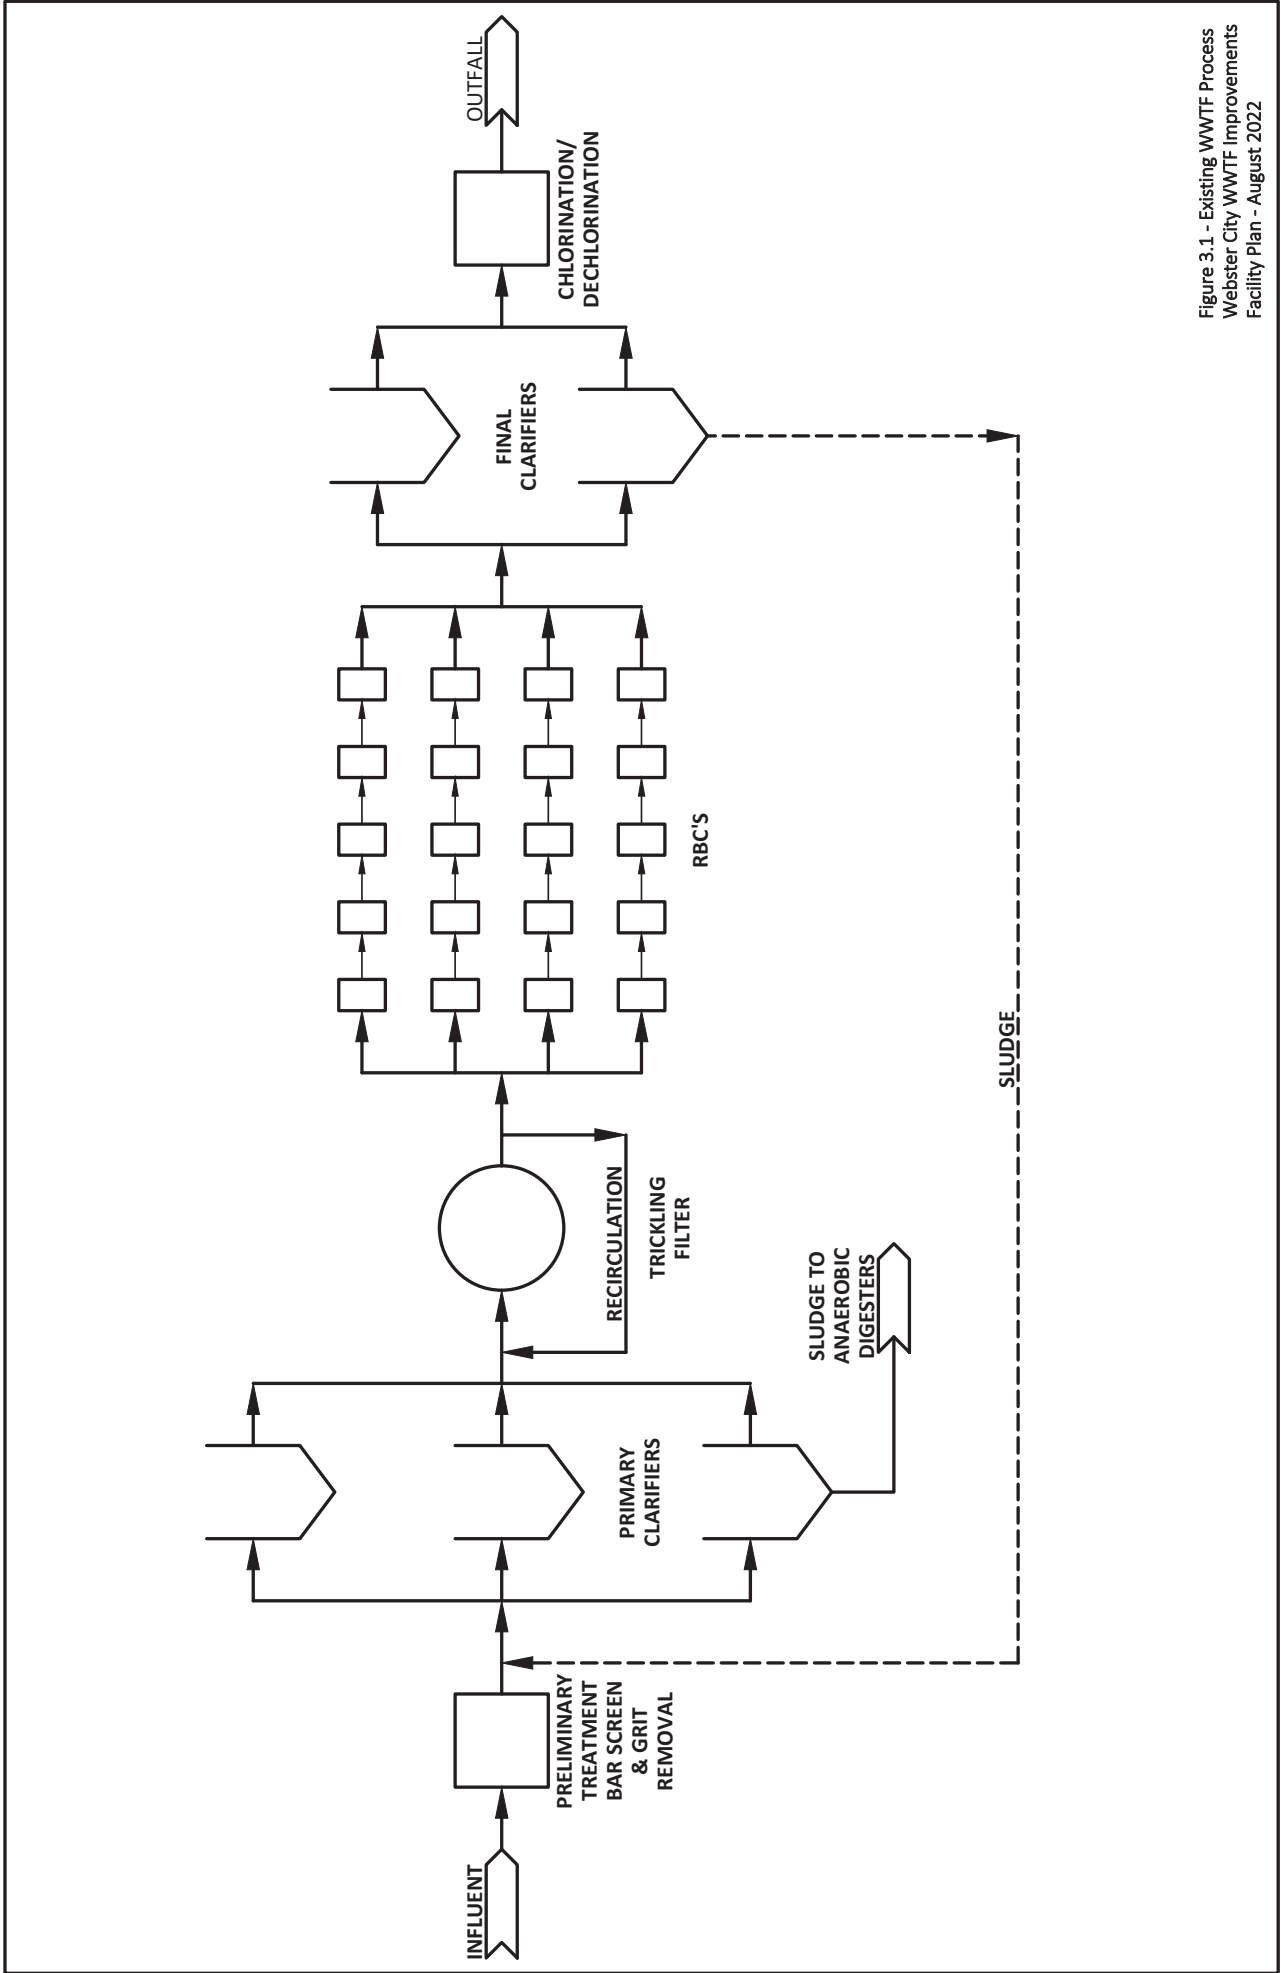 INFLUENT
PRELIMINARY
TREATMENT
BAR SCREEN
& GRIT
REMOVAL
PRIMARY
CLARIFIERS
SLUDGE TO
ANAEROBIC
DIGESTERS
RECIRCULATION
TRICKLING
FILTER
RBC'S
SLUDGE
FINAL
CLARIFIERS
CHLORINATION/
DECHLORINATION
OUTFALL
Figure 3.1 - Existing WWTF Process
Webster City WWTF Improvements
Facility Plan - August 2022